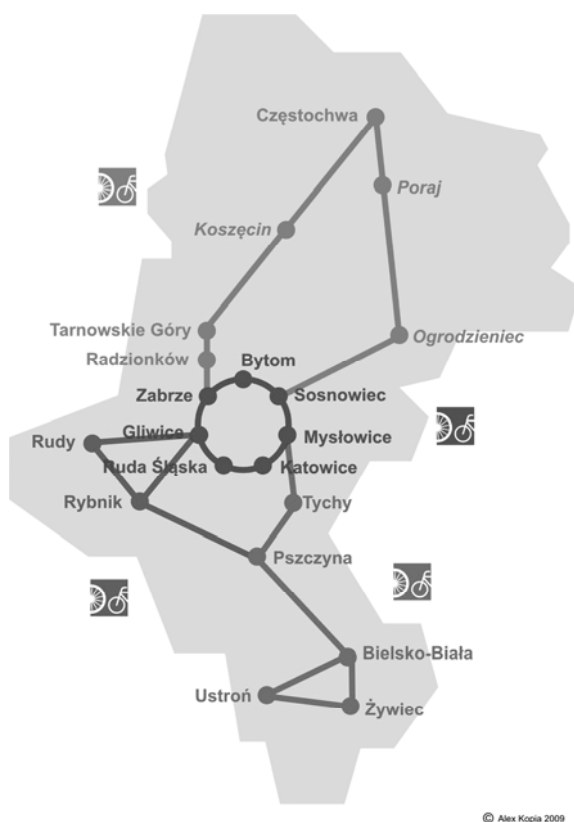 Częstochwa
Poraj
Koszęcin
Tarnowskie Góry
Ogrodzieniec
Radzionków
Bytom
Zabrze
Sosnowiec
Gliwice
Mysłowice
Rudy
Ruda Śląska
Katowice
Rybnik
Tychy
Pszczyna
Bielsko-Biała
Ustroń
Żywiec
© Alex Kopia 2009